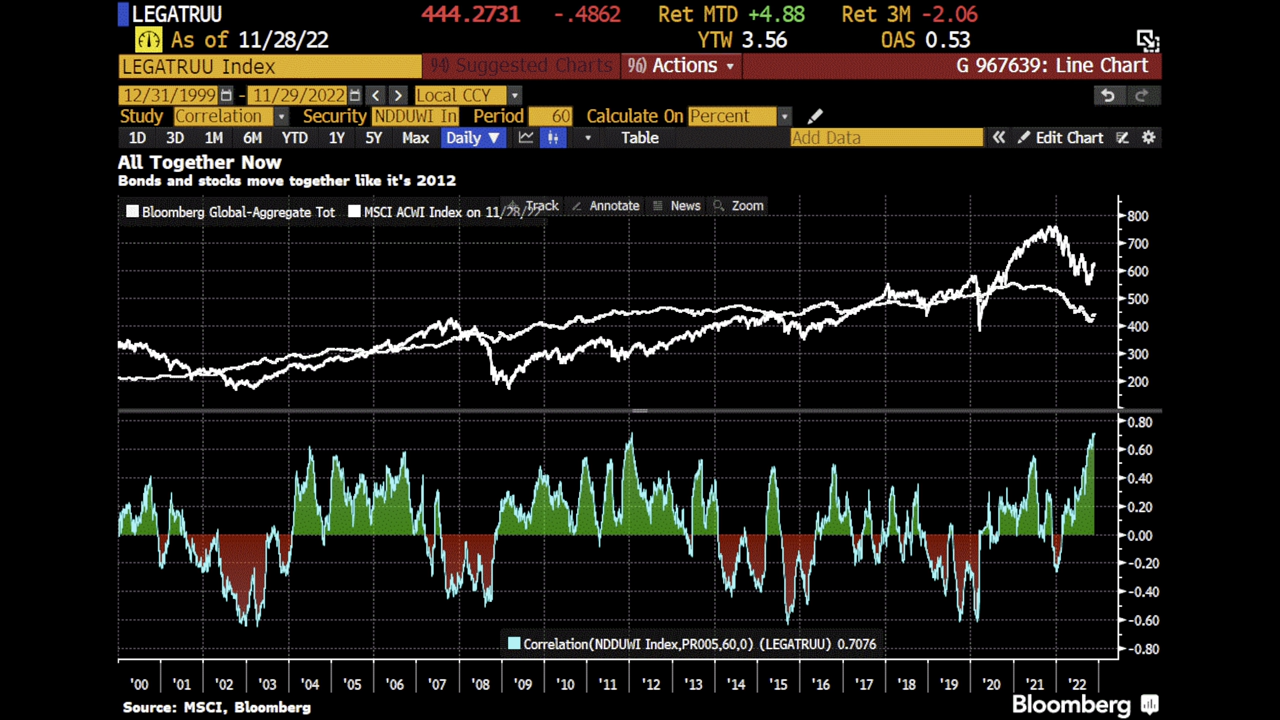 LEGATRUU 444.2731 -.4862 Ret MTD +4.88 Ret 3M -2.06
As of 11/28/22 YTW 3.56 OAS 0.53
LEGATRUU Index 94) Suggested Charts 96) Actions G 967639: Line Chart
12/31/1999 - 11/29/2022 Local CCY
Study Correlation Security NDDUWI In Period 60 Calculate On Percent
1D 3D 1M 6M YTD 1Y 5Y Max Daily ▼ Table Add Data « Edit Chart
All Together Now
Bonds and stocks move together like it's 2012
Track Annotate News Zoom
Bloomberg Global-Aggregate Tot MSCI ACWI Index on 11/28/22
800
700
600
500
400
300
200
0.80
0.60
0.40
0.20
0.00
-0.20
-0.40
-0.60
-0.80
Correlation(NDDUWI Index,PR005,60,0) (LEGATRUU) 0.7076
'00 '01 '02 '03 '04 '05 '06 '07 '08 '09 '10 '11 '12 '13 '14 '15 '16 '17 '18 '19 '20 '21 '22
Source: MSCI, Bloomberg
Bloomberg